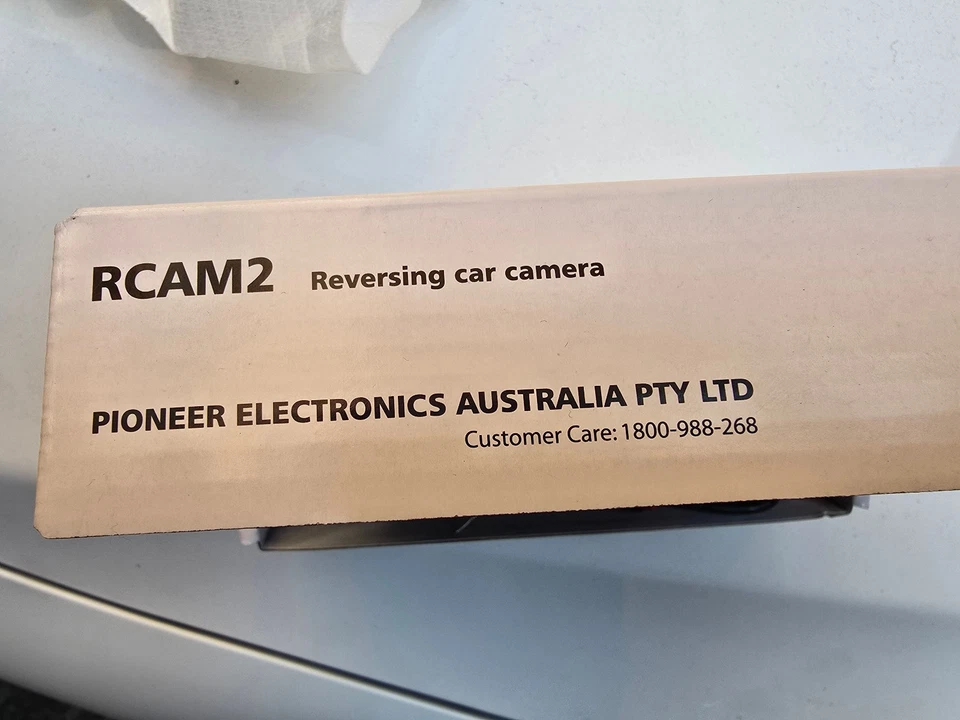 RCAM2 Reversing car camera
PIONEER ELECTRONICS AUSTRALIA PTY LTD
Customer Care: 1800-988-268